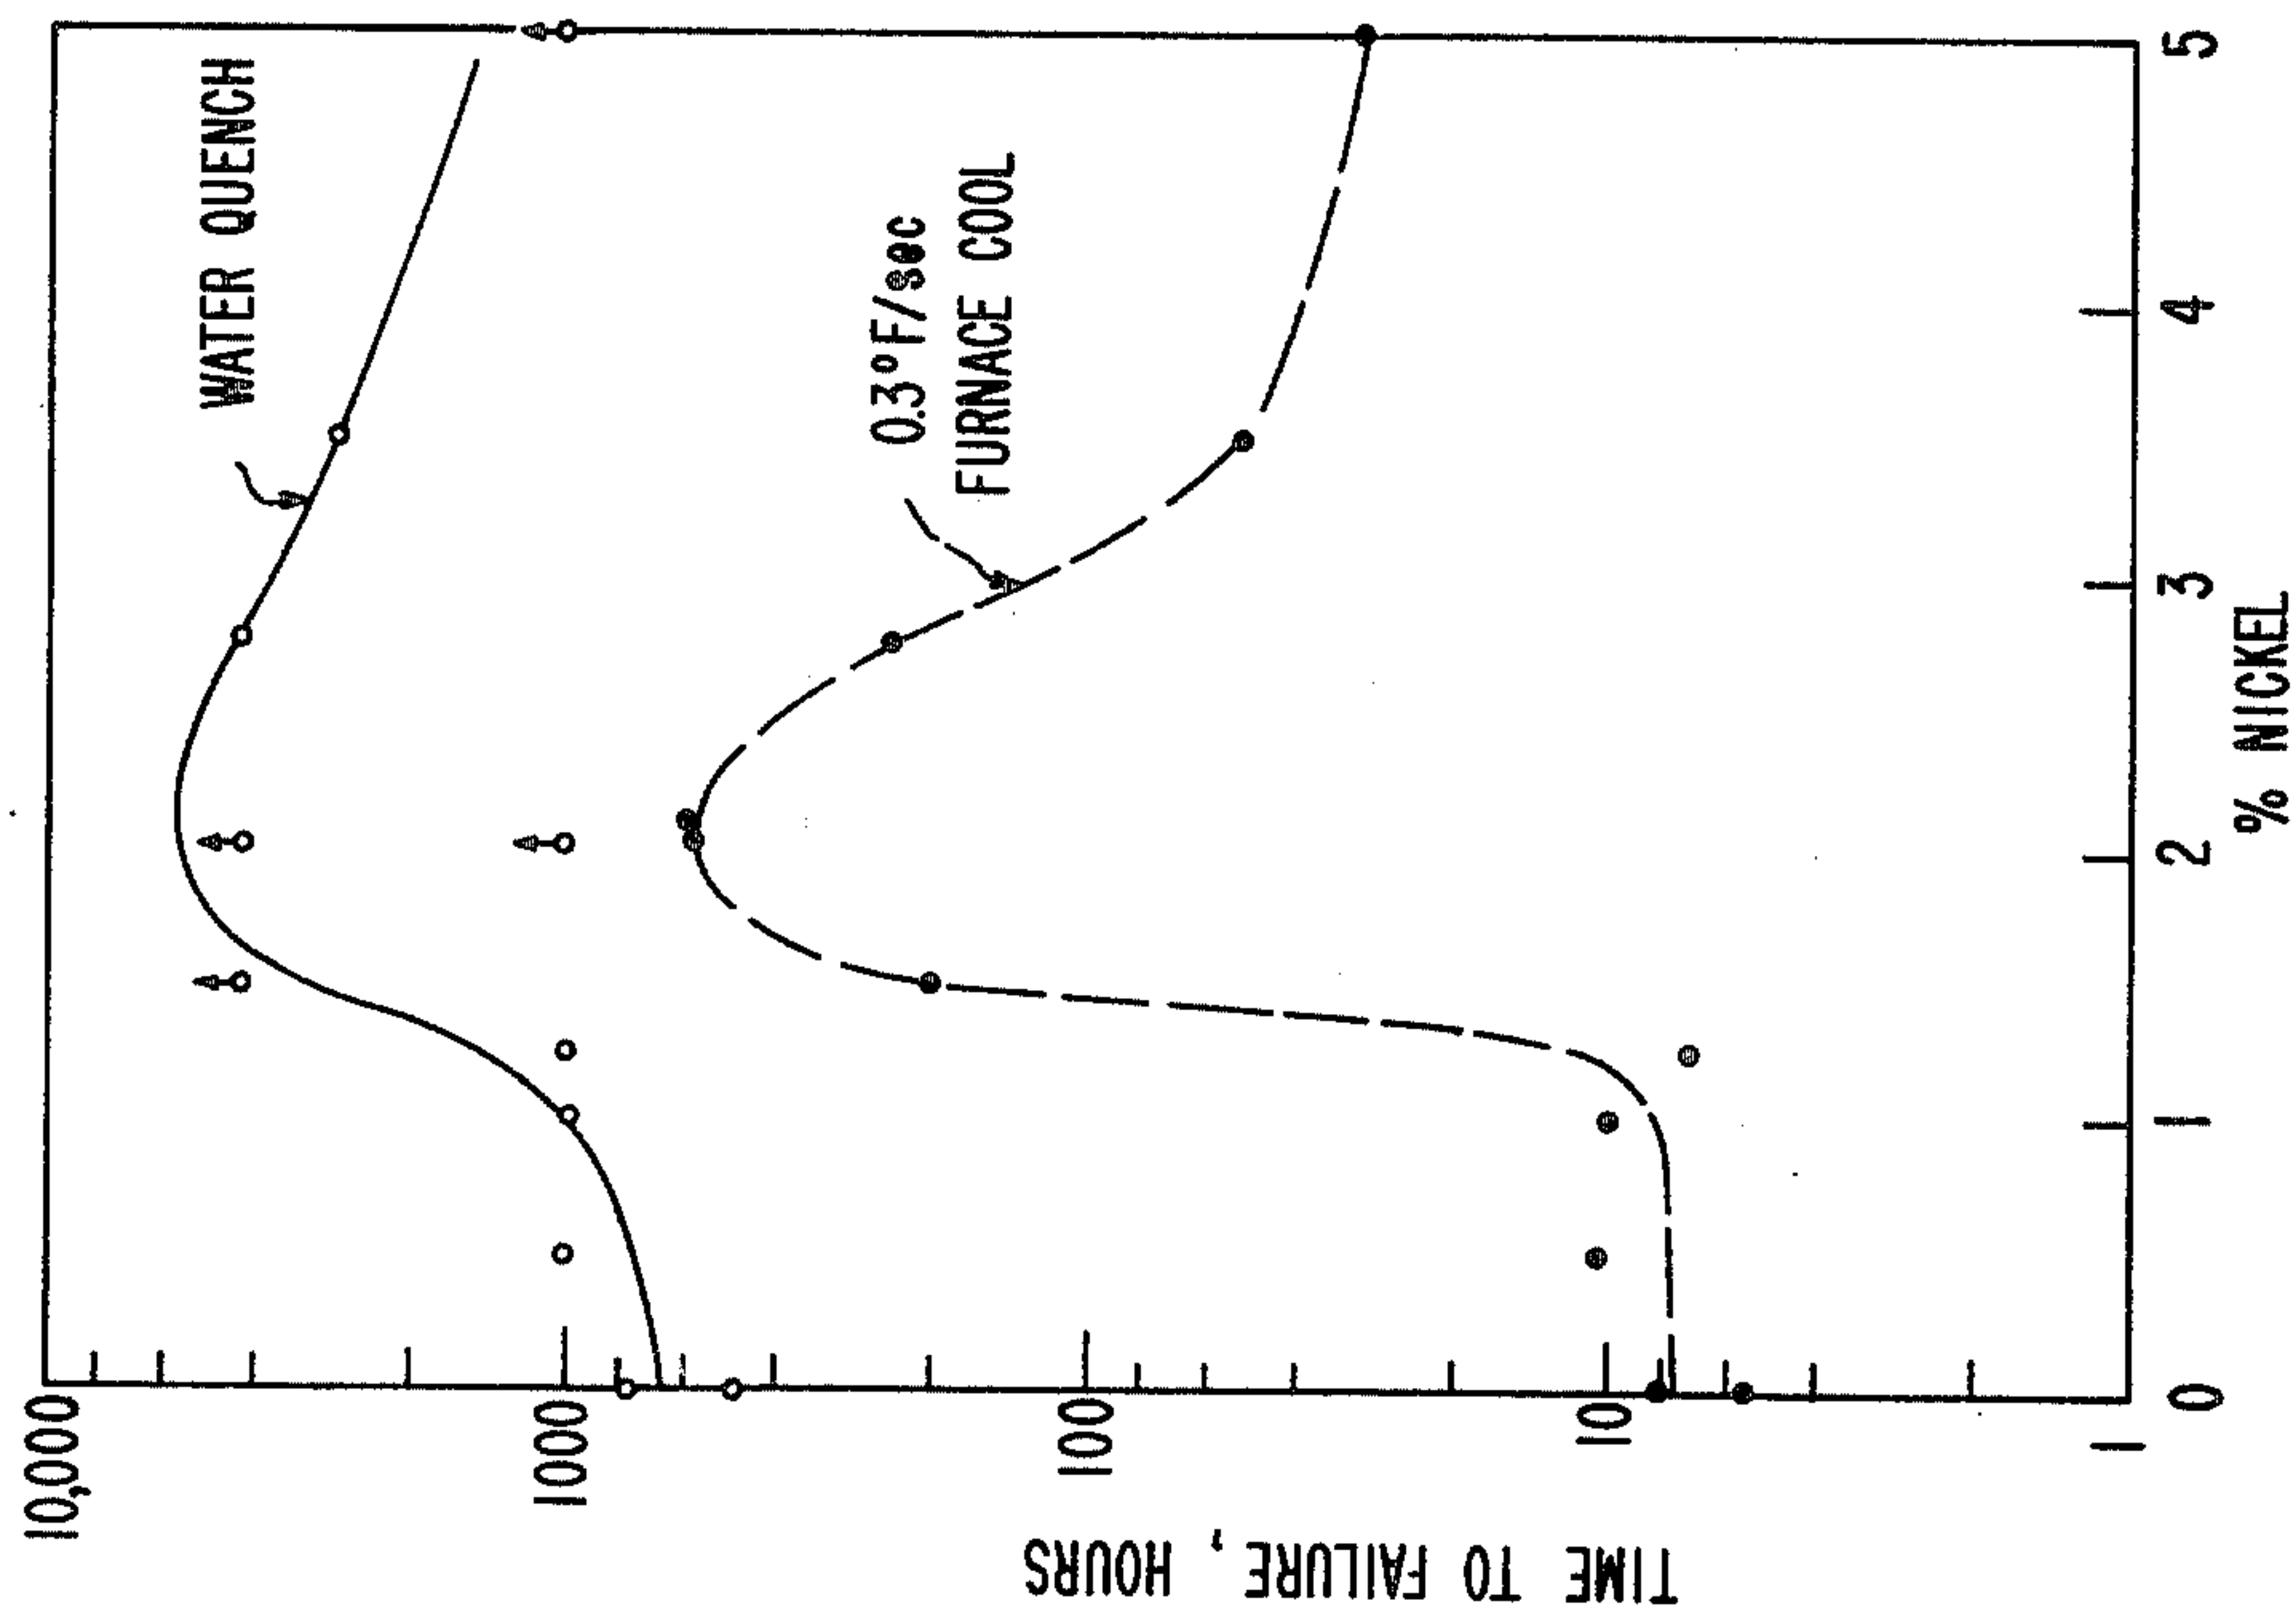 WATER QUENCH
0.3°F/sec
FURNACE COOL
TIME TO FAILURE, HOURS
10,000
1000
100
10
1
0
1
2
3
4
5
% NICKEL